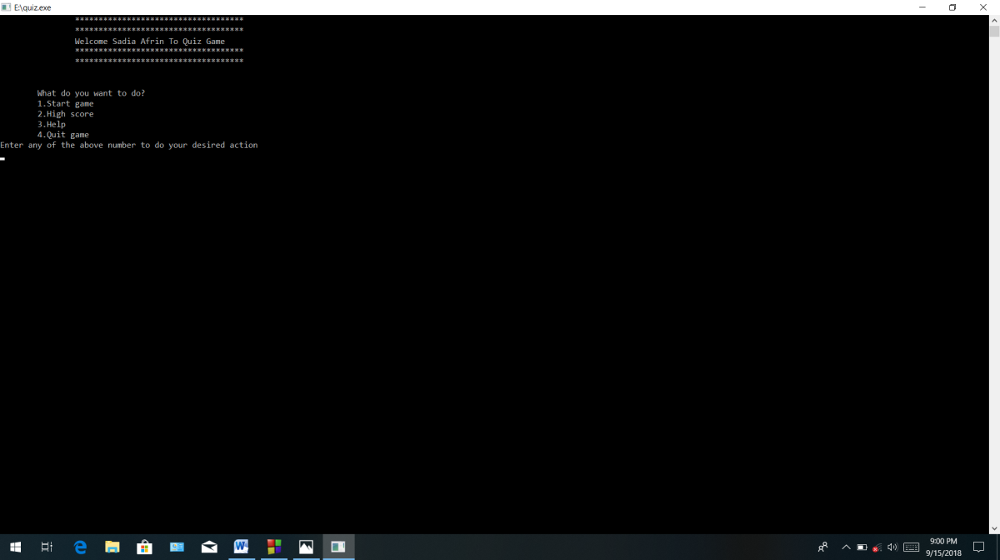 E:\quiz.exe
************************************
************************************
Welcome Sadia Afrin To Quiz Game
************************************
************************************
What do you want to do?
1.Start game
2.High score
3.Help
4.Quit game
Enter any of the above number to do your desired action
9:00 PM
9/15/2018